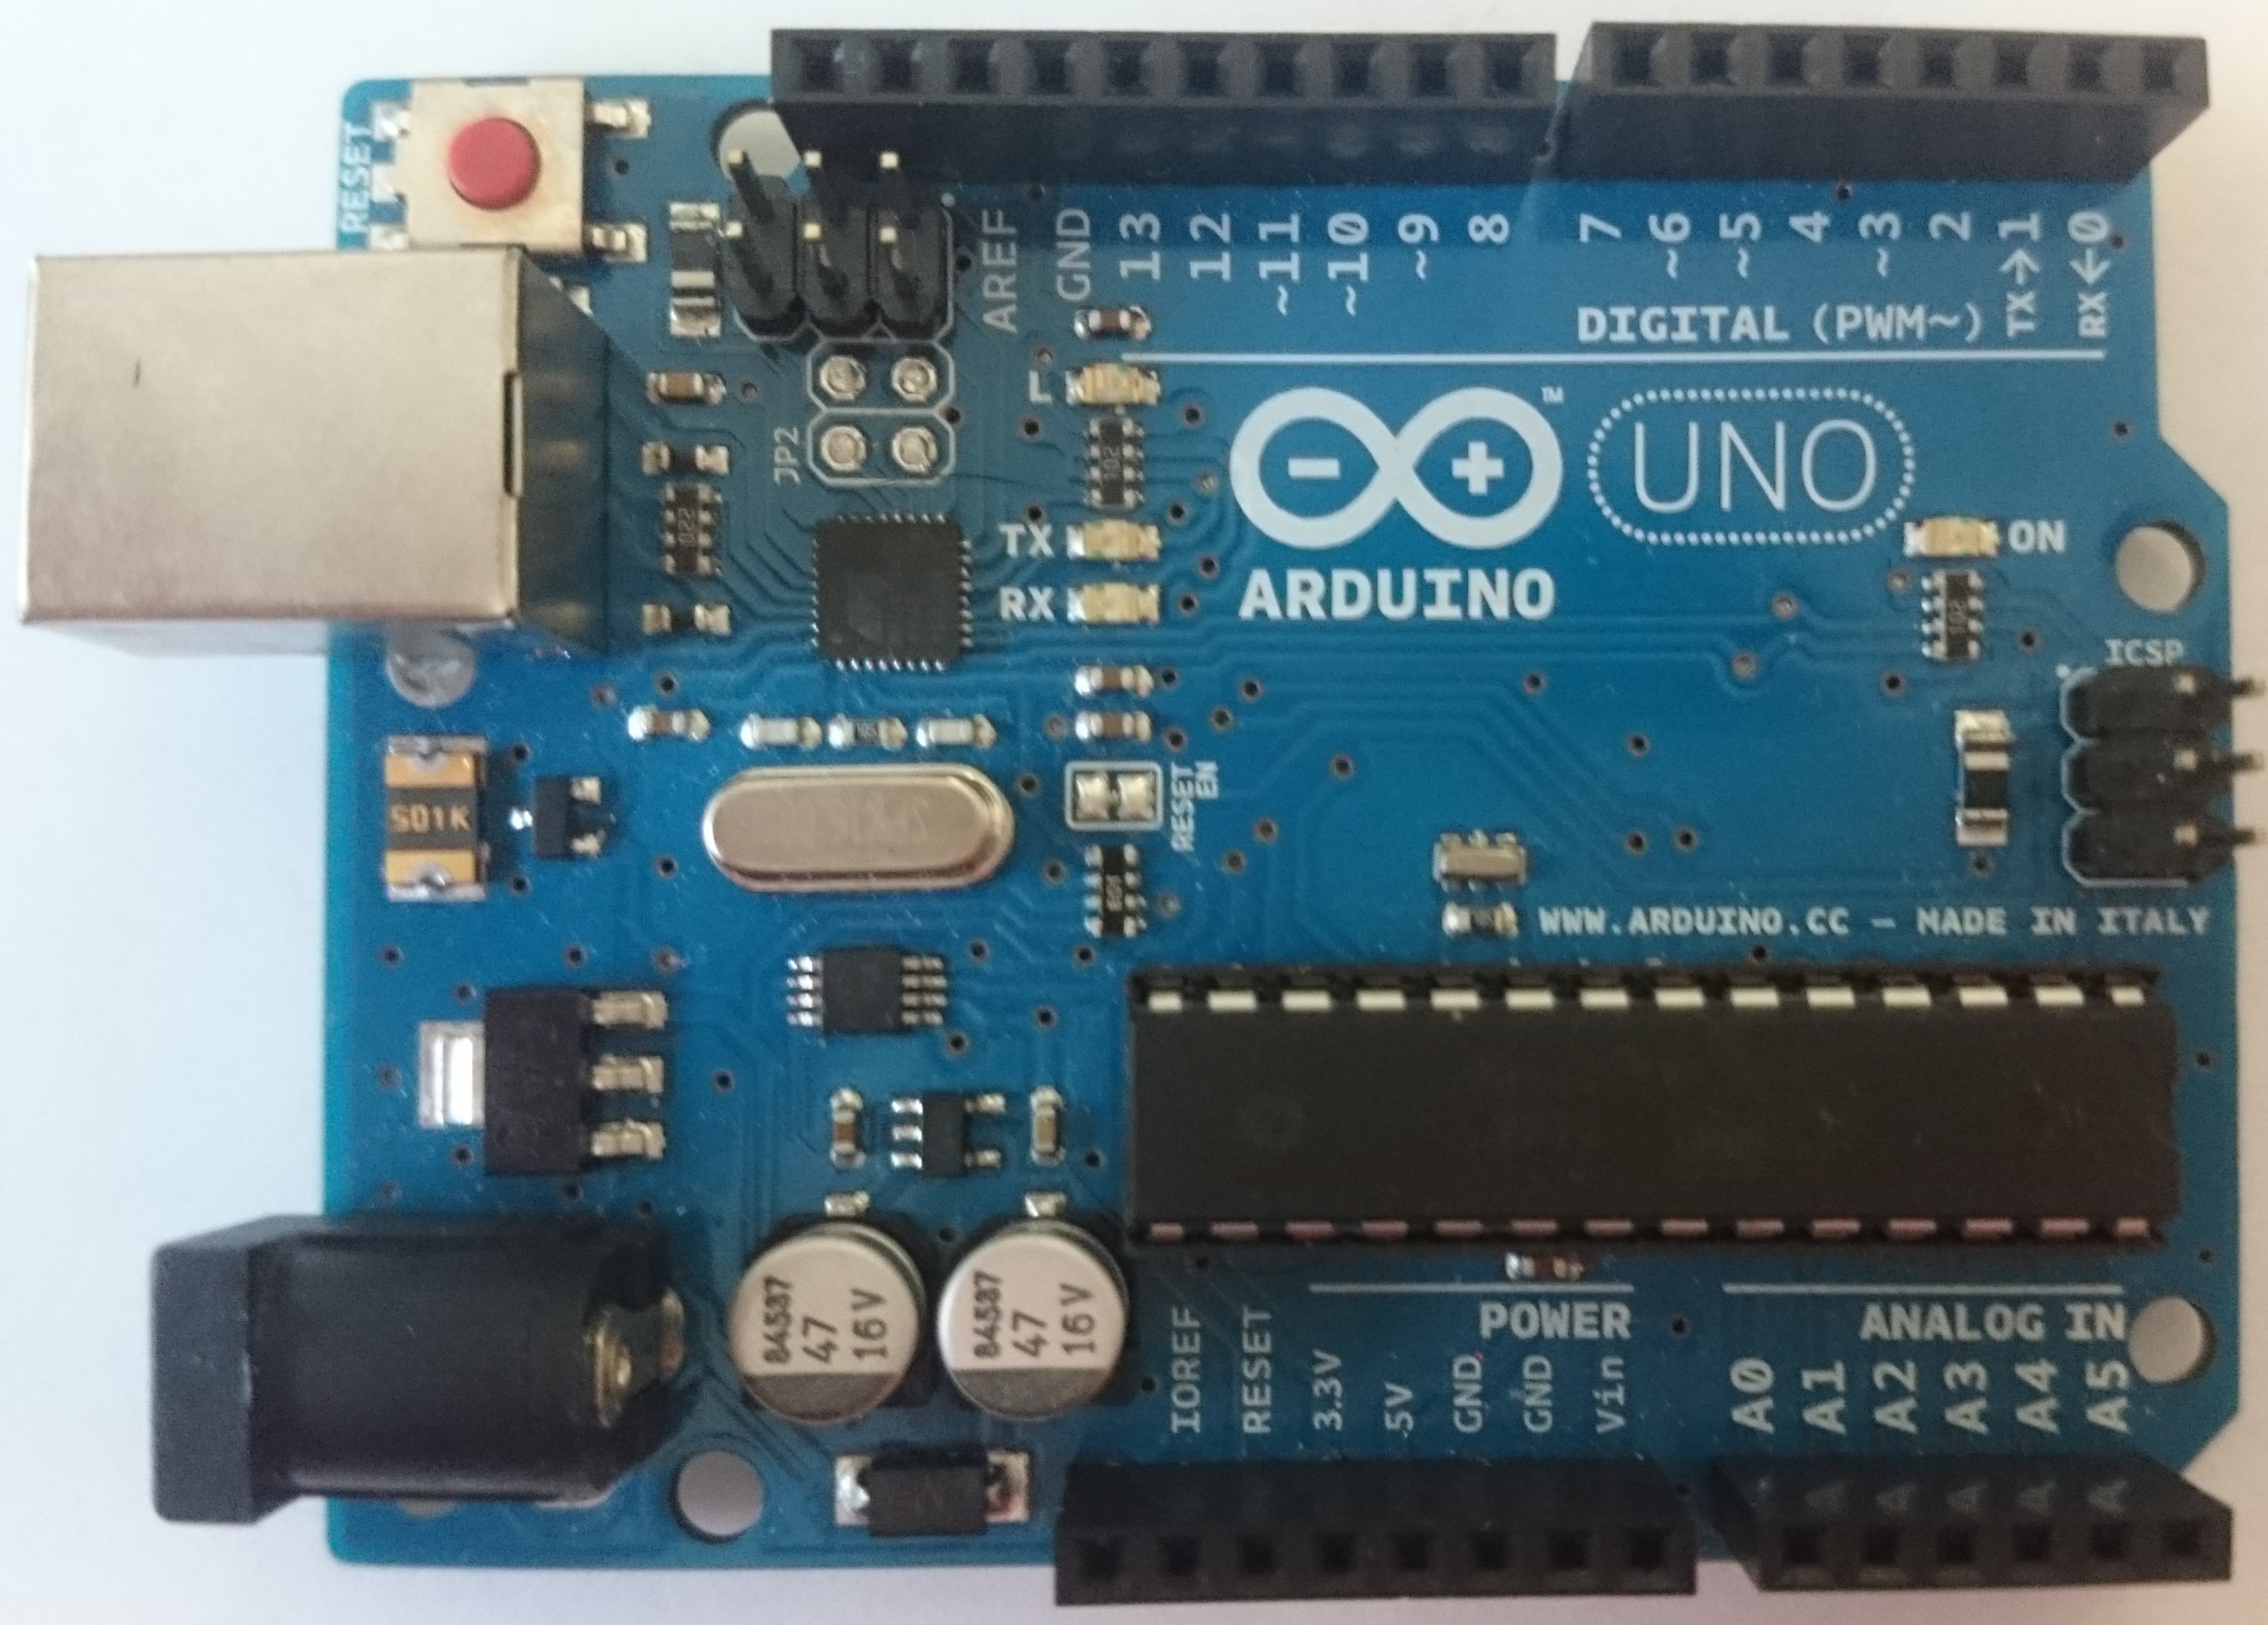 RESET
AREF
GND
13
12
~11
~10
~9
8
7
~6
~5
4
~3
2
TX→1
RX←0
DIGITAL (PWM~)
L
JP2
TX
RX
ARDUINO
TM
UNO
ON
ICSP
RESET
EN
501K
WWW.ARDUINO.CC - MADE IN ITALY
47
16V
47
16V
POWER
ANALOG IN
IOREF
RESET
3.3V
5V
GND
GND
Vin
A0
A1
A2
A3
A4
A5